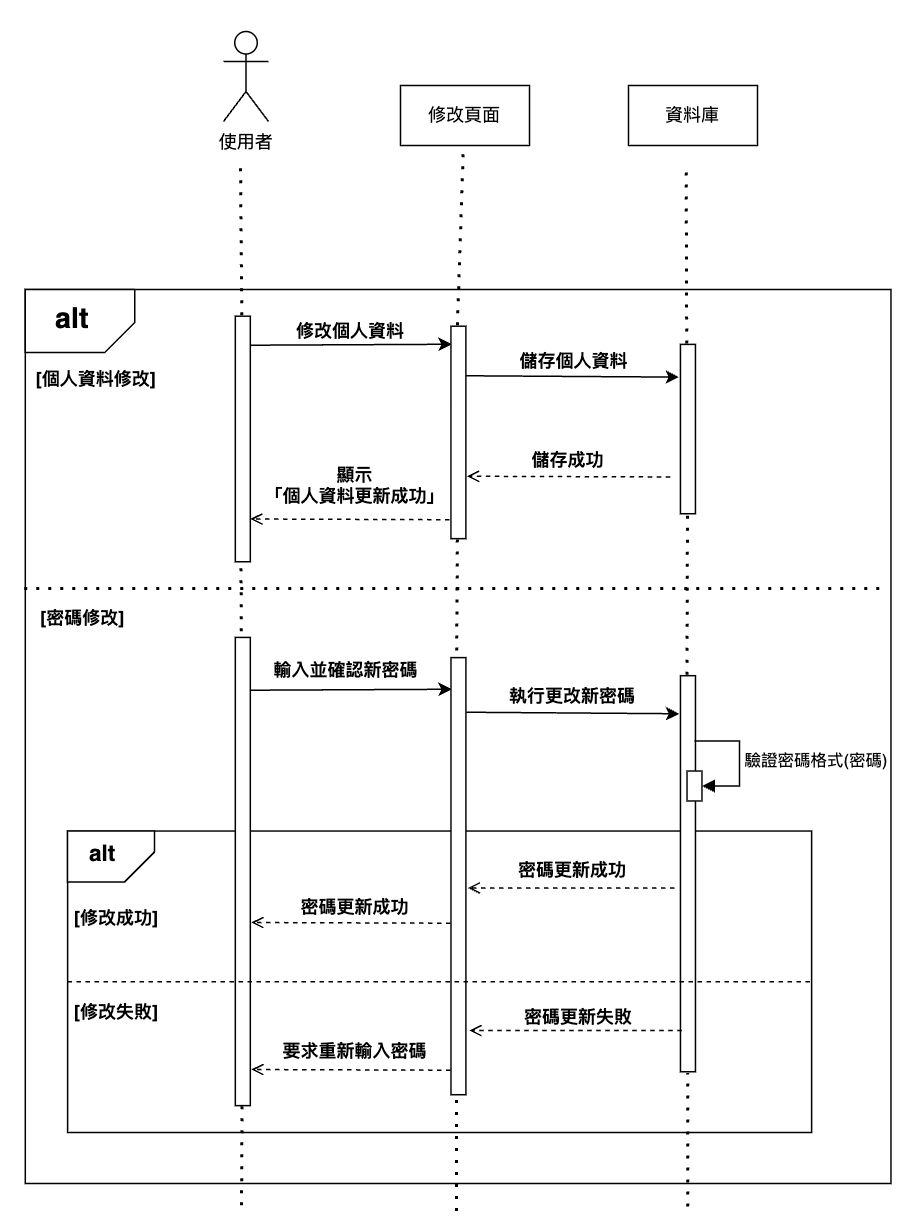 使用者
修改頁面
資料庫
alt
修改個人資料
儲存個人資料
[個人資料修改]
儲存成功
顯示
「個人資料更新成功」
[密碼修改]
輸入並確認新密碼
執行更改新密碼
驗證密碼格式(密碼)
alt
密碼更新成功
密碼更新成功
[修改成功]
[修改失敗]
密碼更新失敗
要求重新輸入密碼